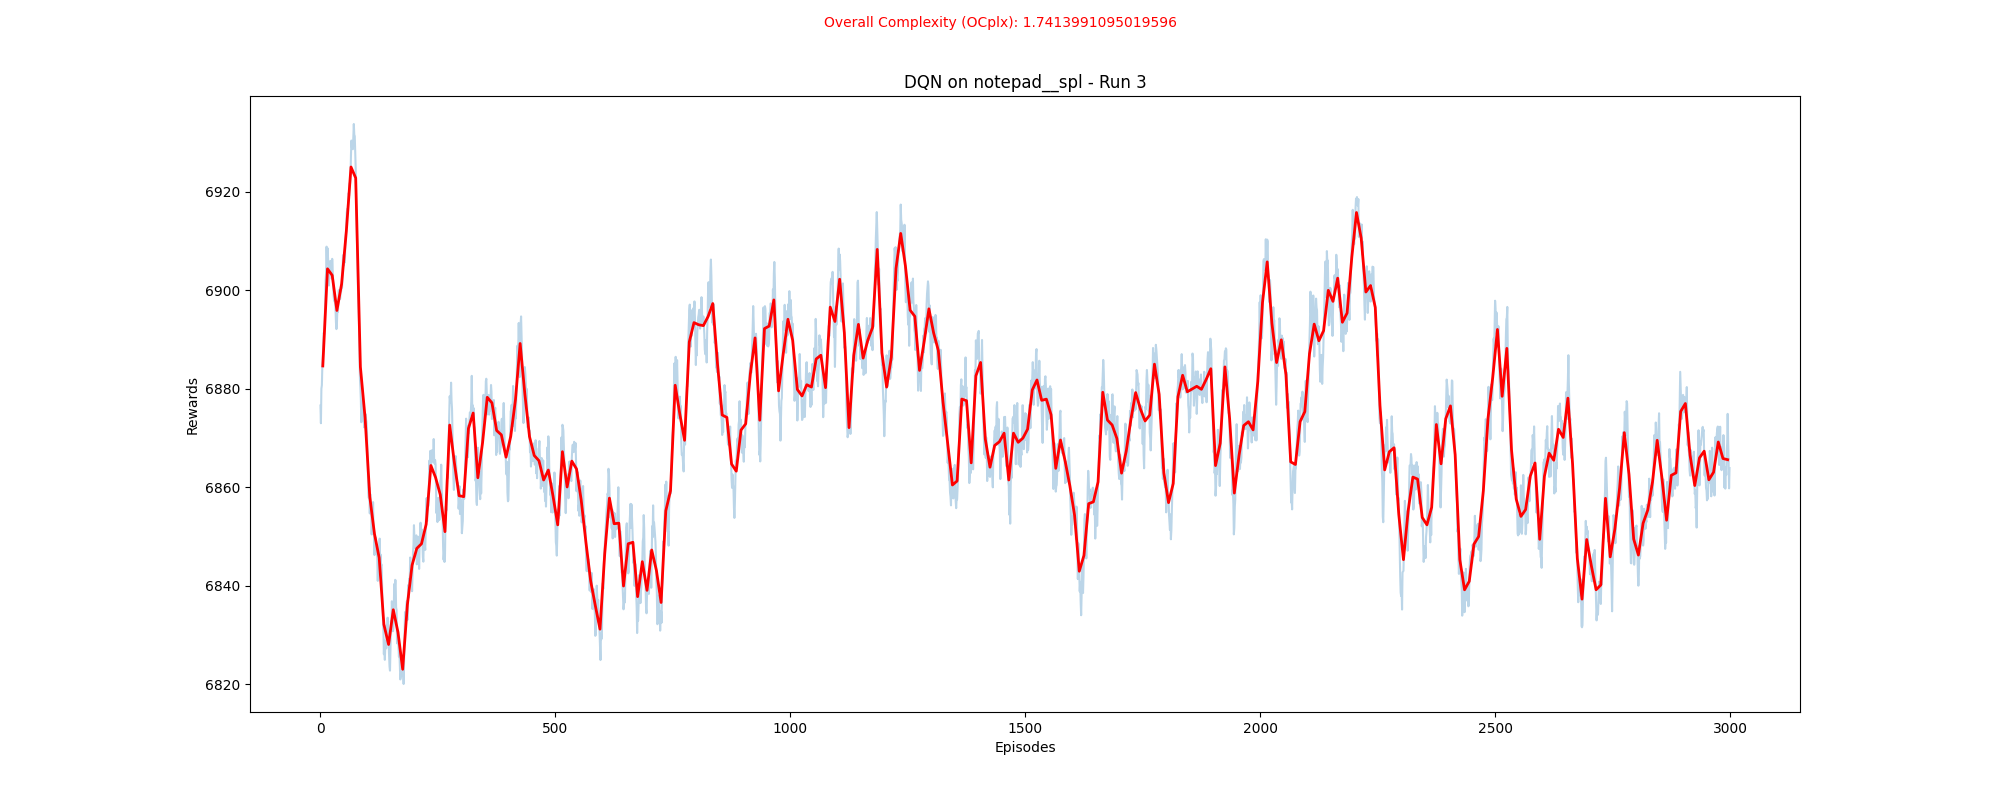 Overall Complexity (OCplx): 1.7413991095019596
DQN on notepad__spl - Run 3
6920
6900
6880
6860
6840
6820
Rewards
0 500 1000 1500 2000 2500 3000
Episodes